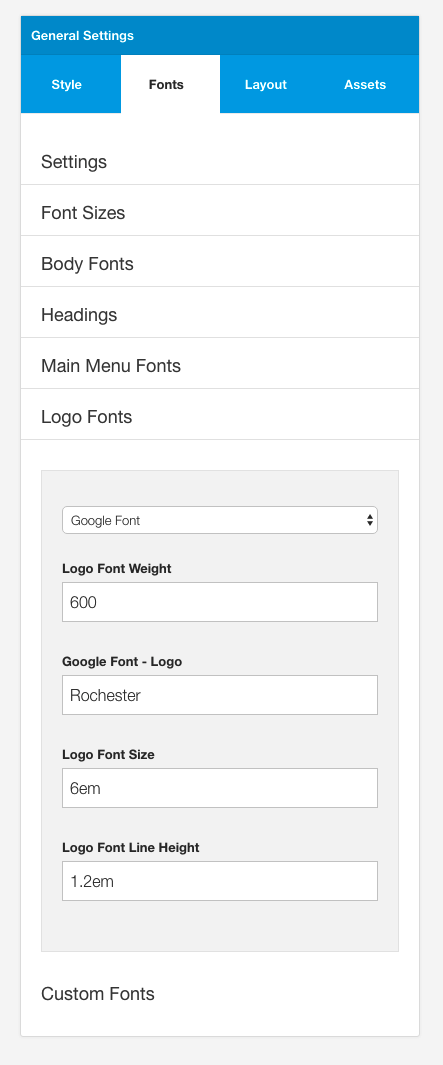 General Settings
Style Fonts Layout Assets
Settings
Font Sizes
Body Fonts
Headings
Main Menu Fonts
Logo Fonts
Google Font
Logo Font Weight
600
Google Font - Logo
Rochester
Logo Font Size
6em
Logo Font Line Height
1.2em
Custom Fonts